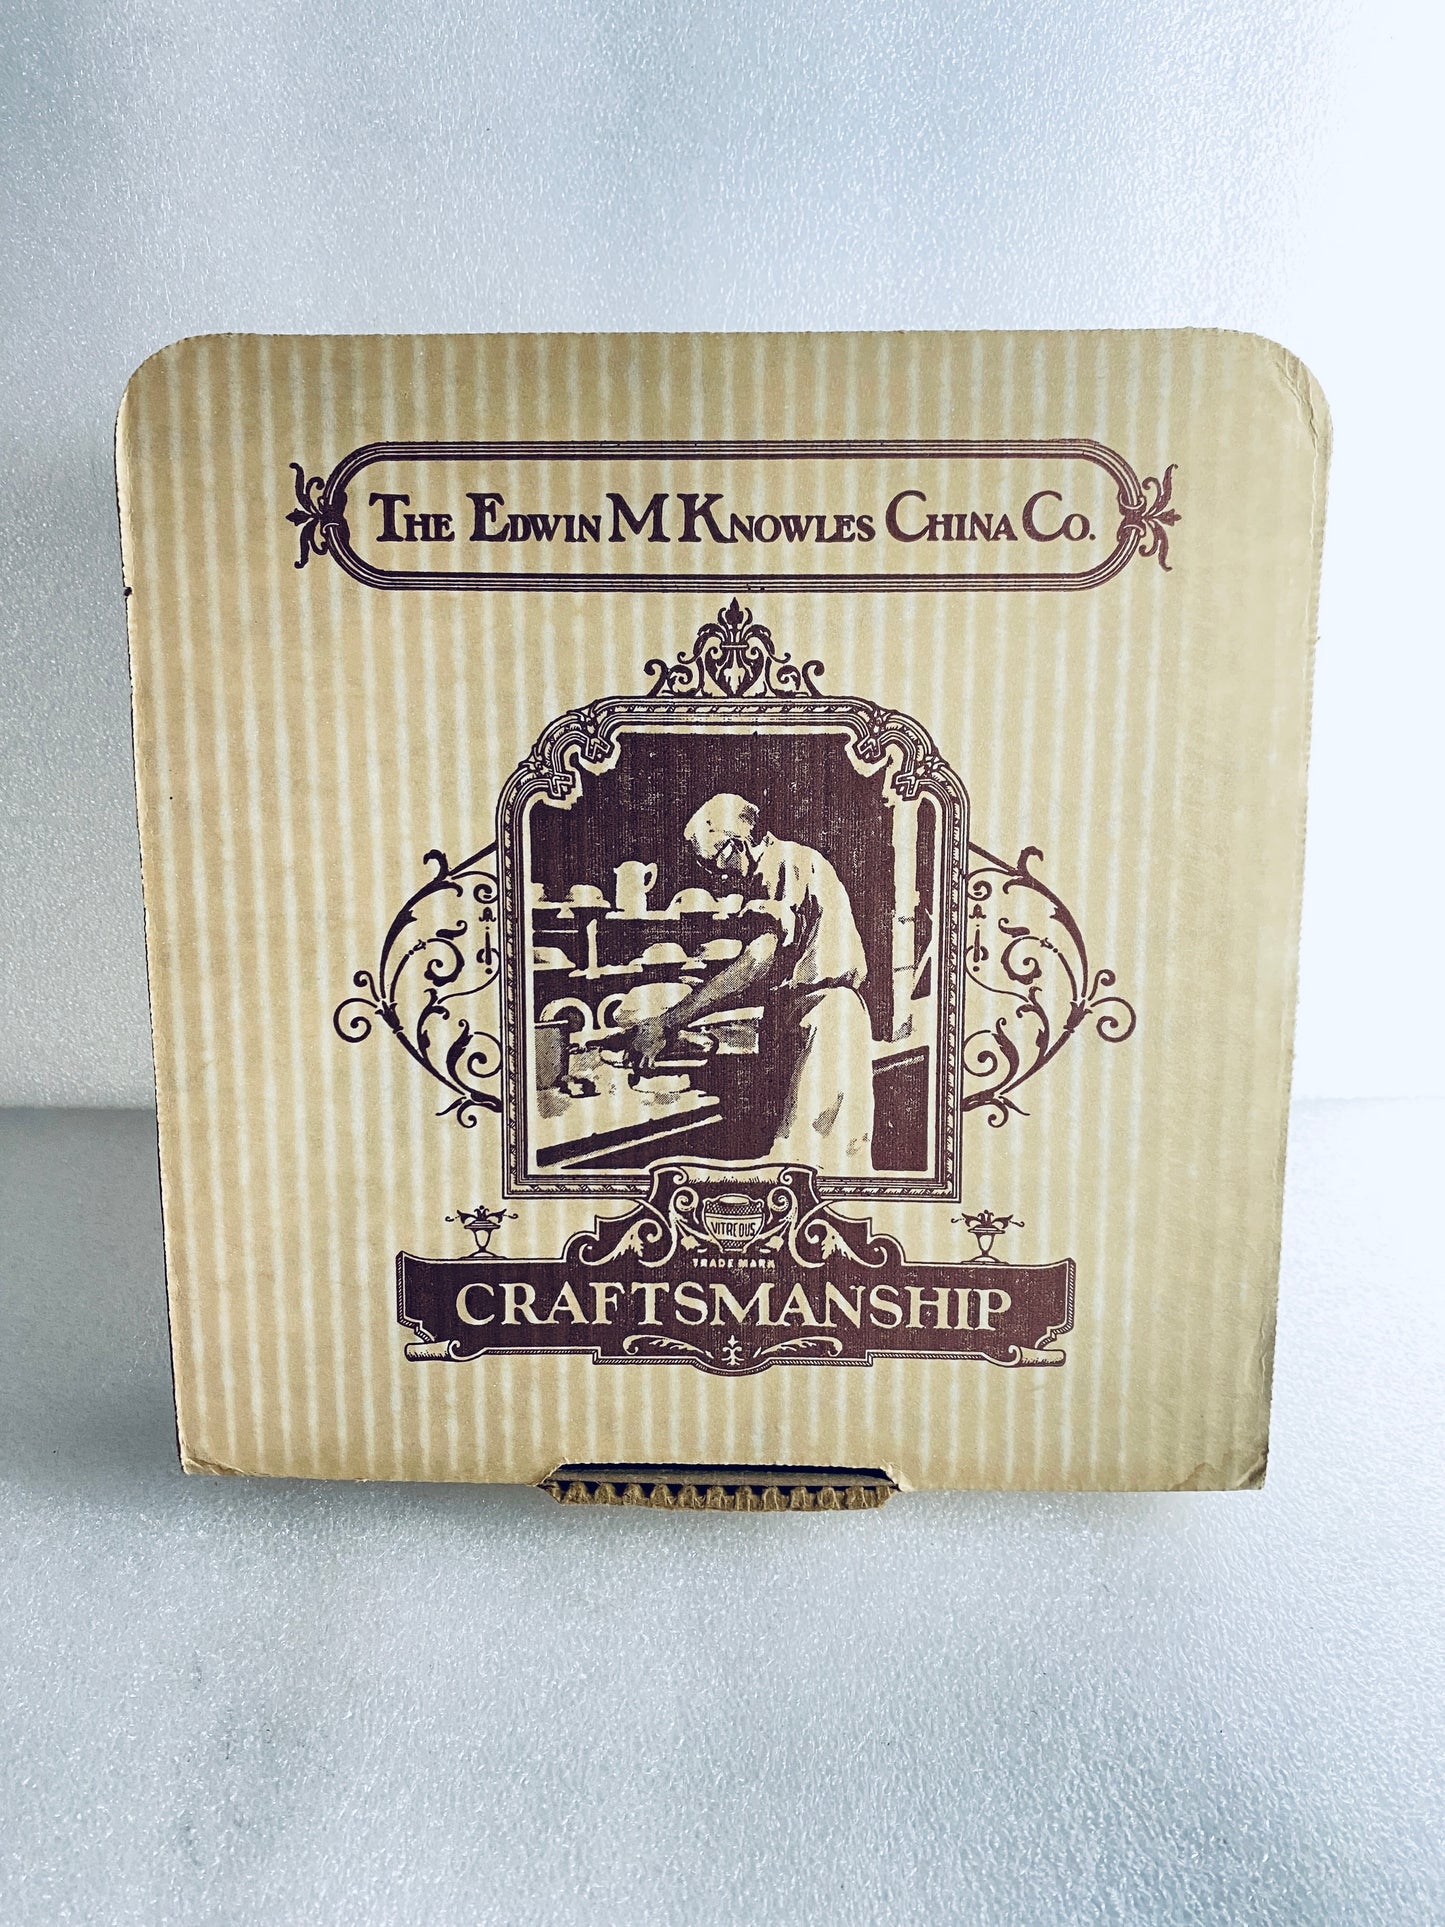 The Edwin M Knowles China Co.
VITREOUS
TRADE MARK
CRAFTSMANSHIP